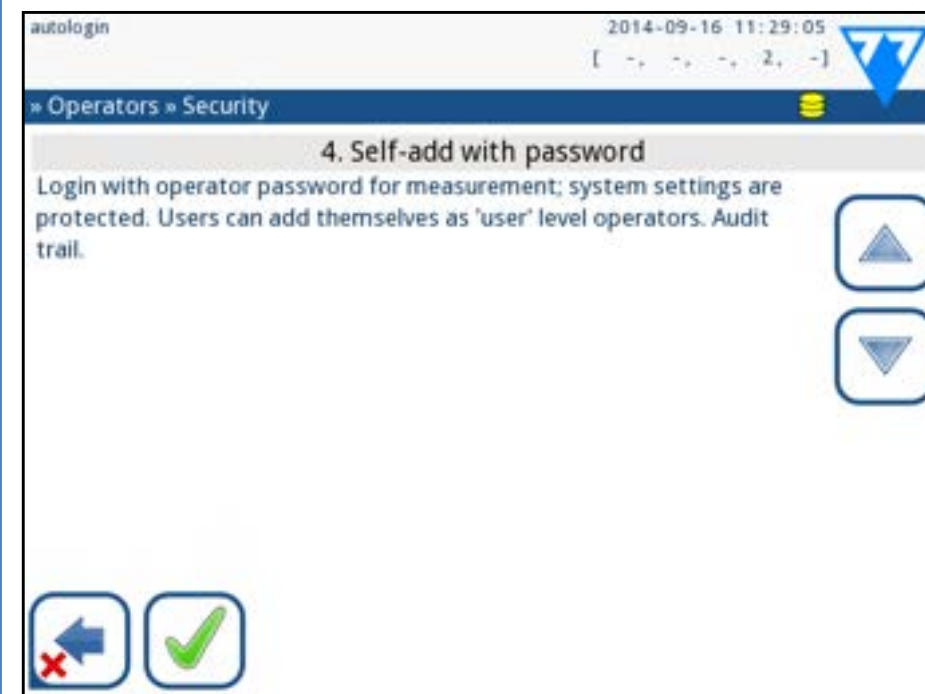 autologin
2014-09-16 11:29:05
[ -, -, -, 2, -]
» Operators » Security
4. Self-add with password
Login with operator password for measurement; system settings are
protected. Users can add themselves as 'user' level operators. Audit
trail.